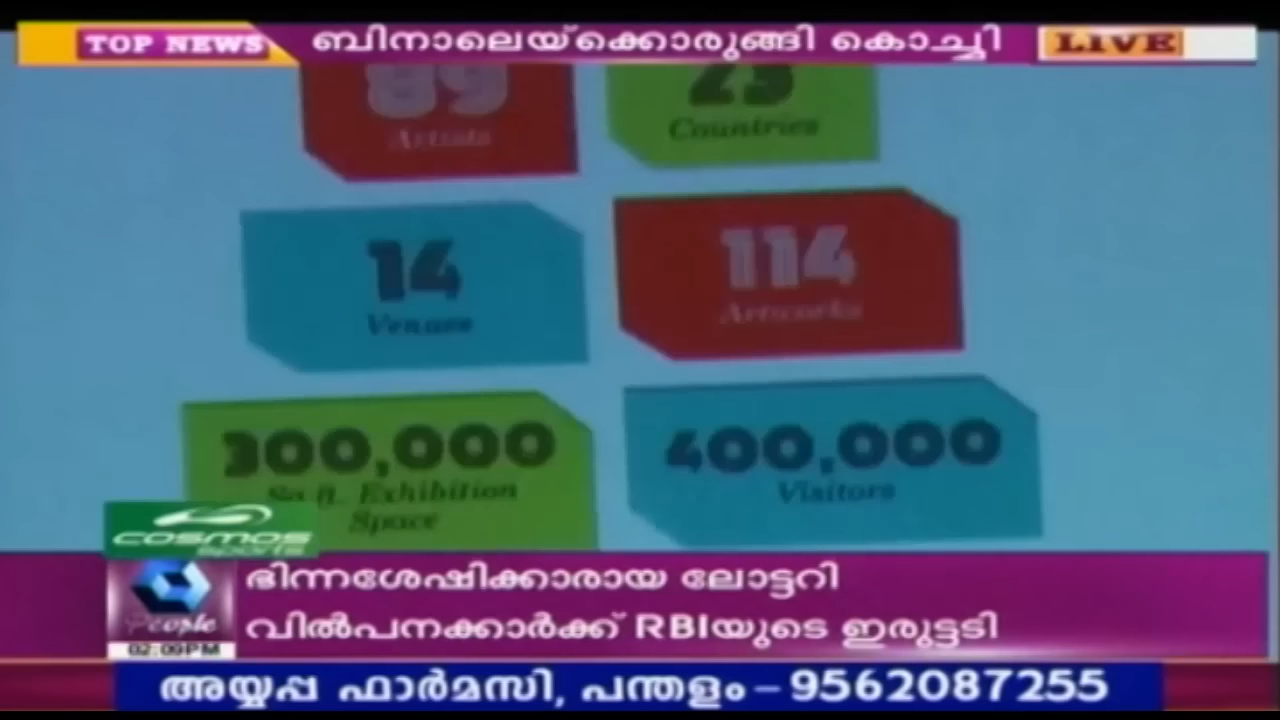 TOP NEWS
ബിനാലെയ്ക്കൊരുങ്ങി കൊച്ചി
LIVE
89
Artists
23
Countries
14
Venues
114
Artworks
300,000
Sq.ft. Exhibition
Space
400,000
Visitors
COSMOS
sports
ഭിന്നശേഷിക്കാരായ ലോട്ടറി
വിൽപനക്കാർക്ക് RBIയുടെ ഇരുട്ടടി
People
02:09PM
അയ്യപ്പ ഫാർമസി, പന്തളം – 9562087255